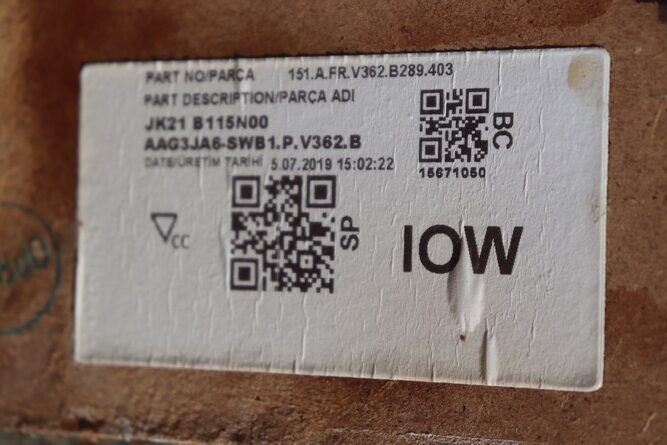 PART NO/PARÇA 151.A.FR.V362.B289.403
PART DESCRIPTION/PARÇA ADI
JK21 B115N00
AAG3JA6-SWB1.P.V362.B
DATE/ÜRETİM TARİHİ 5.07.2019 15:02:22
BC
15671050
CC
SP
IOW